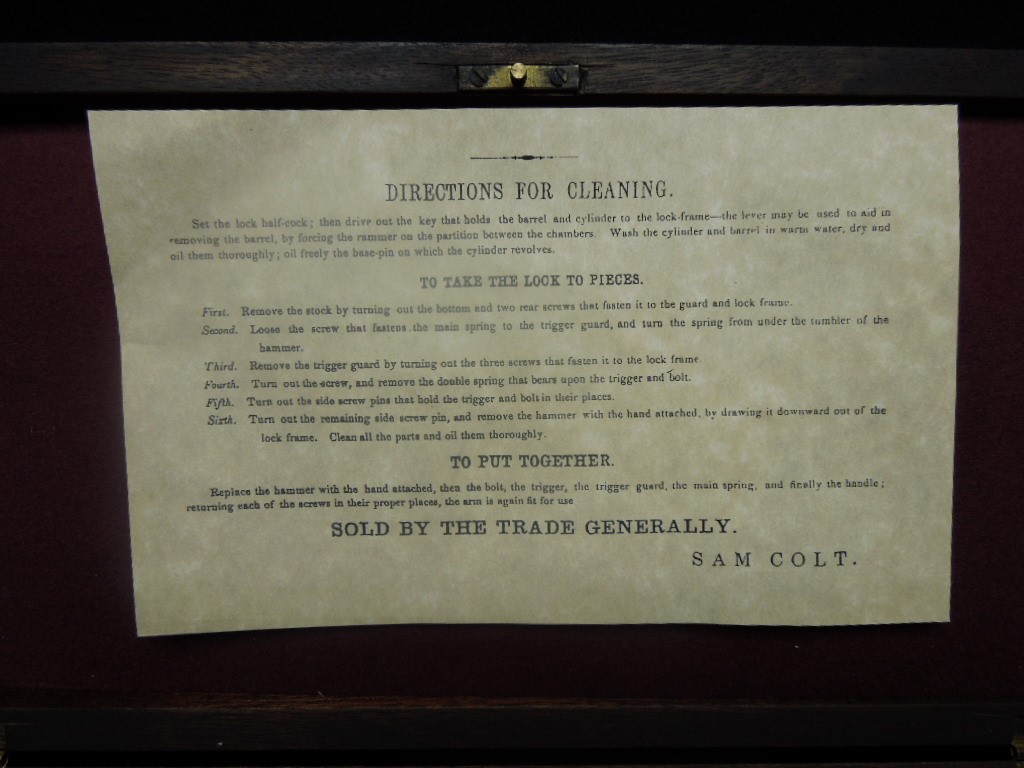 DIRECTIONS FOR CLEANING.
Set the lock half-cock; then drive out the key that holds the barrel and cylinder to the lock-frame—the lever may be used to aid in
removing the barrel, by forcing the rammer on the partition between the chambers. Wash the cylinder and barrel in warm water, dry and
oil them thoroughly; oil freely the base-pin on which the cylinder revolves.
TO TAKE THE LOCK TO PIECES.
First. Remove the stock by turning out the bottom and two rear screws that fasten it to the guard and lock frame.
Second. Loose the screw that fastens the main spring to the trigger guard, and turn the spring from under the tumbler of the
hammer.
Third. Remove the trigger guard by turning out the three screws that fasten it to the lock frame
Fourth. Turn out the screw, and remove the double spring that bears upon the trigger and bolt.
Fifth. Turn out the side screw pins that hold the trigger and bolt in their places.
Sixth. Turn out the remaining side screw pin, and remove the hammer with the hand attached, by drawing it downward out of the
lock frame. Clean all the parts and oil them thoroughly.
TO PUT TOGETHER.
Replace the hammer with the hand attached, then the bolt, the trigger, the trigger guard, the main spring, and finally the handle;
returning each of the screws in their proper places, the arm is again fit for use
SOLD BY THE TRADE GENERALLY.
SAM COLT.